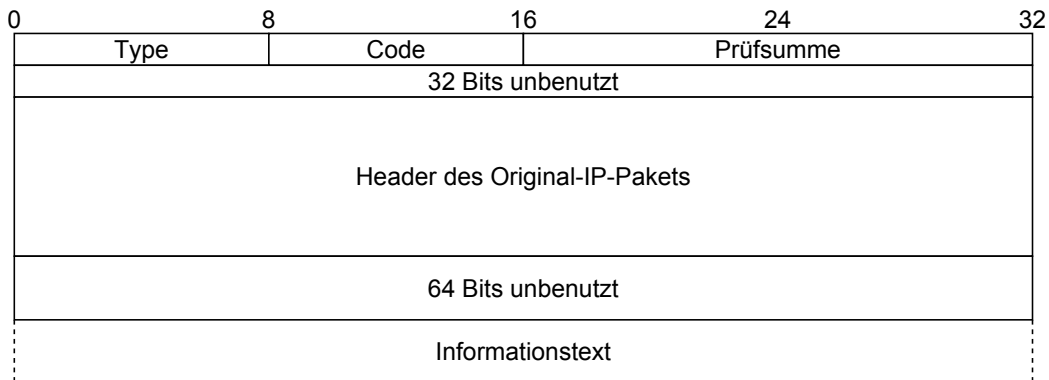 0 8 16 24 32
Type Code Prüfsumme
32 Bits unbenutzt
Header des Original-IP-Pakets
64 Bits unbenutzt
Informationstext